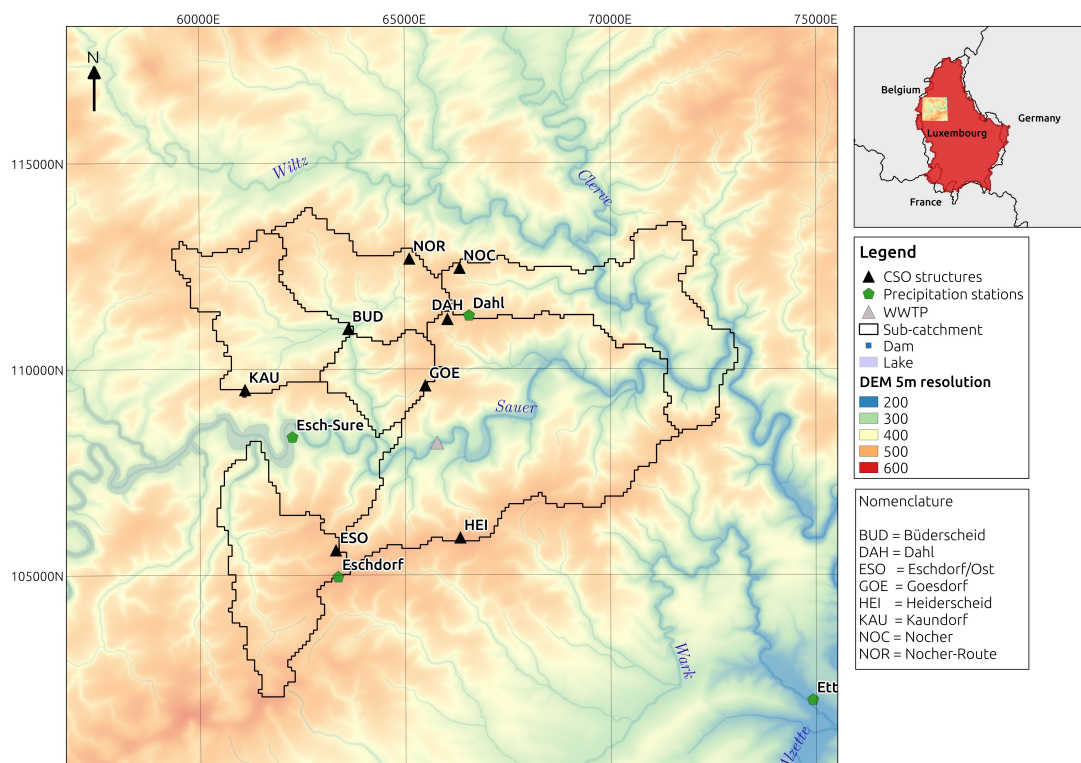 60000E
65000E
70000E
75000E
N
115000N
110000N
105000N
Wiltz
Clerve
NOR
NOC
DAH
Dahl
BUD
GOE
KAU
Sauer
Esch-Sure
HEI
ESO
Eschdorf
Wark
Ett
Alzette
Belgium
Germany
Luxembourg
France
Legend
CSO structures
Precipitation stations
WWTP
Sub-catchment
Dam
Lake
DEM 5m resolution
200
300
400
500
600
Nomenclature
BUD = Büderscheid
DAH = Dahl
ESO = Eschdorf/Ost
GOE = Goesdorf
HEI = Heiderscheid
KAU = Kaundorf
NOC = Nocher
NOR = Nocher-Route